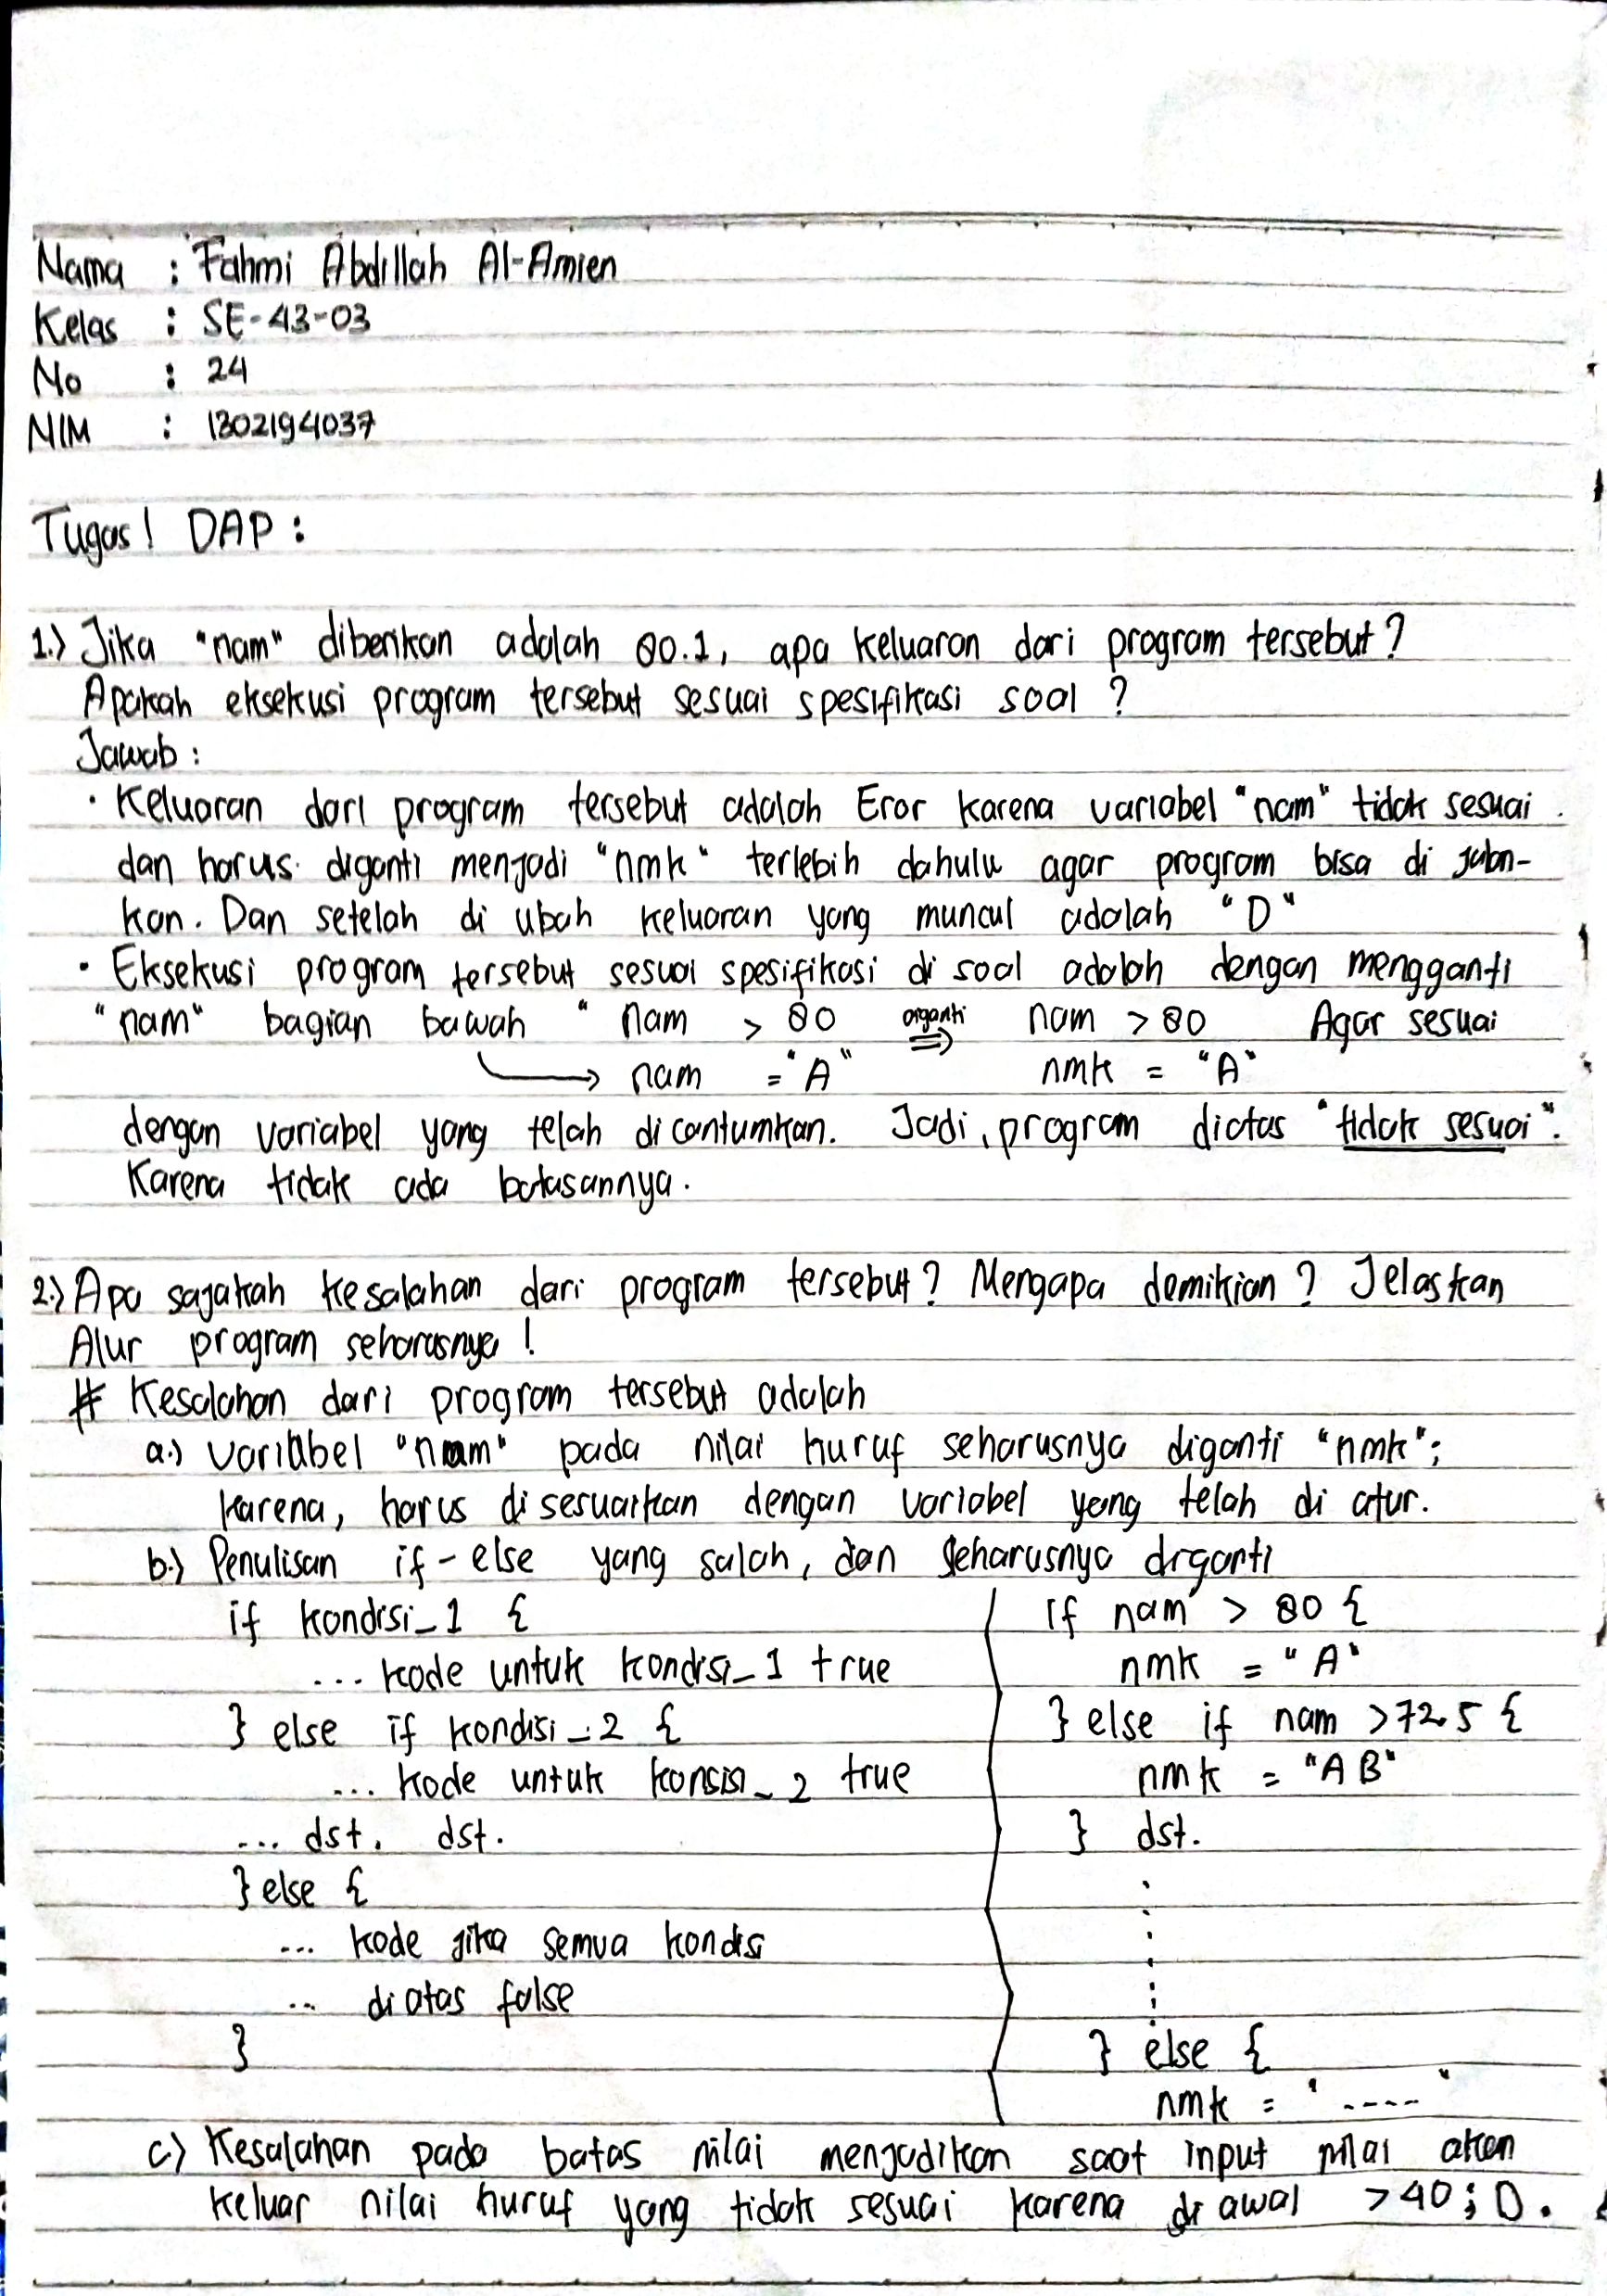 Nama : Fahmi Abdillah Al-Amien
Kelas : SE-43-03
No : 24
NIM : 1302194037
Tugas! DAP :
1.) Jika "nam" diberikan adalah 80.1, apa keluaran dari program tersebut?
Apakah eksekusi program tersebut sesuai spesifikasi soal ?
Jawab :
· Keluaran dari program tersebut adalah Eror karena variabel "nam" tidak sesuai .
dan harus diganti menjadi "nmk" terlebih dahulu agar program bisa di jalan-
kan. Dan setelah di ubah keluaran yang muncul adalah "D"
· Eksekusi program tersebut sesuai spesifikasi di soal adalah dengan mengganti
"nam" bagian bawah " nam > 80 diganti ⇒ nam > 80 Agar sesuai
→ nam = "A" nmk = "A"
dengan variabel yang telah dicantumkan. Jadi, program diatas "tidak sesuai".
Karena tidak ada batasannya.
2.) Apa sajakah kesalahan dari program tersebut? Mengapa demikian? Jelaskan
Alur program seharusnya !
# Kesalahan dari program tersebut adalah
a.) variabel "nam" pada nilai huruf seharusnya diganti "nmk";
karena, harus disesuaikan dengan variabel yang telah di atur.
b.) Penulisan if-else yang salah, dan seharusnya diganti
if kondisi_1 { If nam > 80 {
... kode untuk kondisi_1 true nmk = "A"
} else if kondisi_2 { } else if nam >72.5 {
... kode untuk konsisi_2 true nmk = "AB"
... dst. dst. } dst.
} else {
... kode jika semua kondisi
... diatas false
} } else {
nmk = "----"
c) Kesalahan pada batas nilai menjadikan saat input nilai akan
keluar nilai huruf yang tidak sesuai karena di awal >40; D.